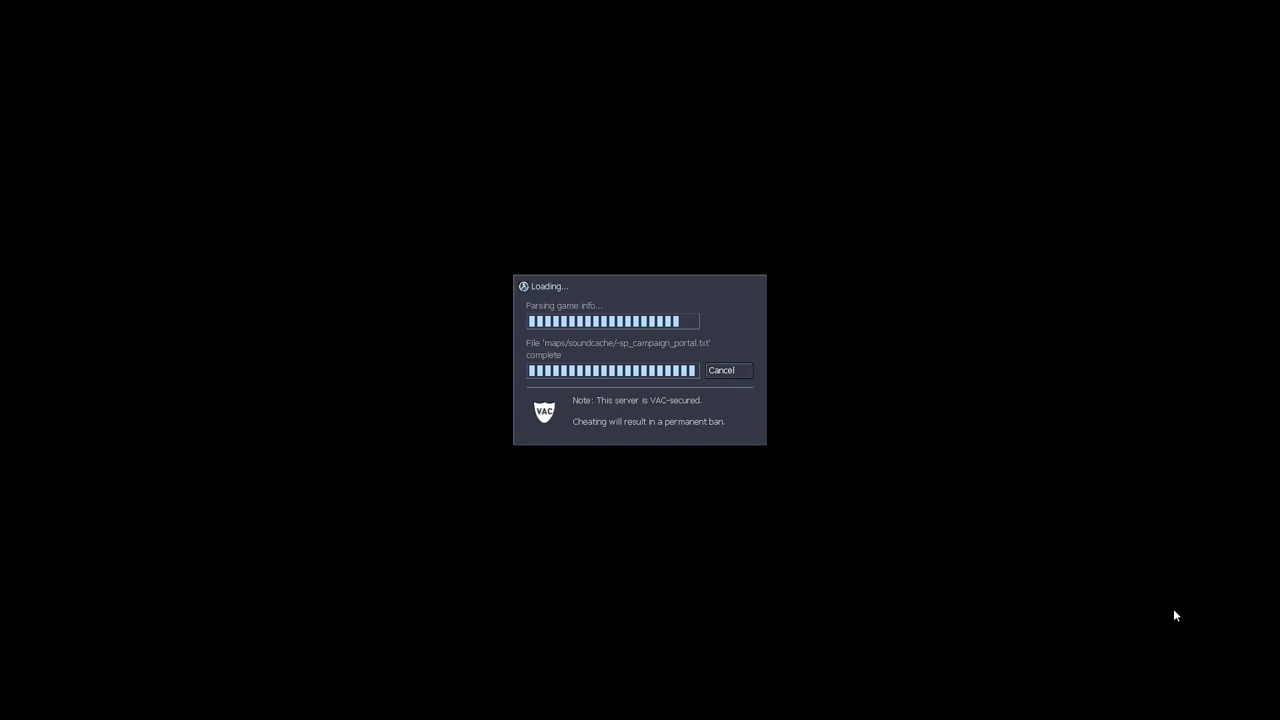 Loading...
Parsing game info...
File 'maps/soundcache/-sp_campaign_portal.txt'
complete
Cancel
VAC
Note: This server is VAC-secured.
Cheating will result in a permanent ban.